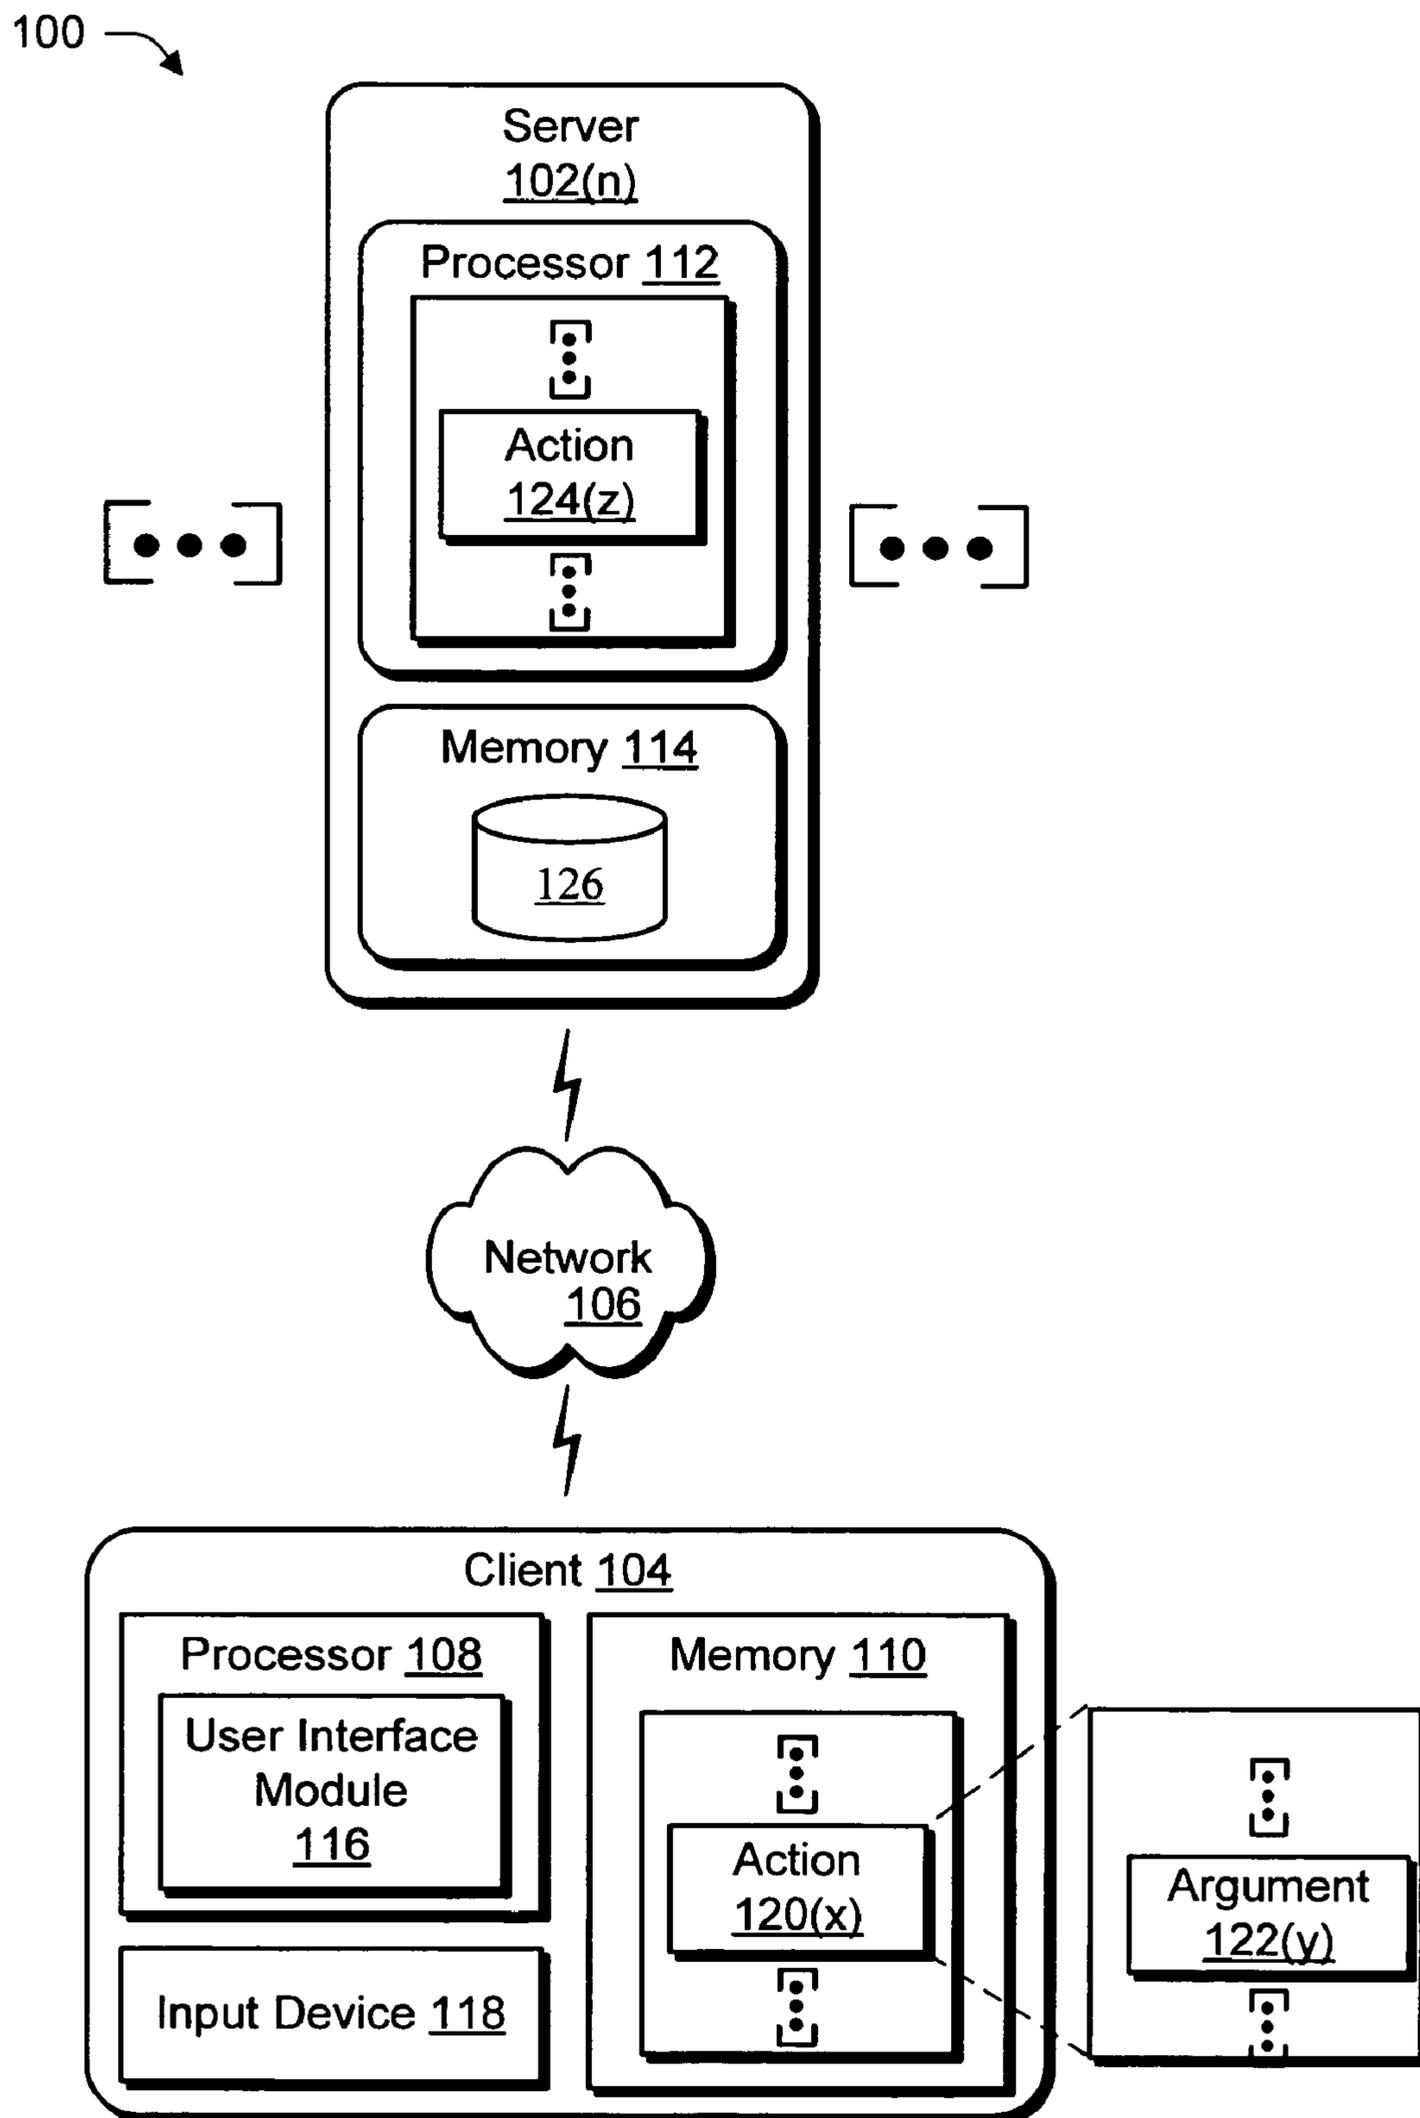 100
Server
102(n)
Processor 112
Action
124(z)
Memory 114
126
Network
106
Client 104
Processor 108
User Interface
Module
116
Input Device 118
Memory 110
Action
120(x)
Argument
122(y)